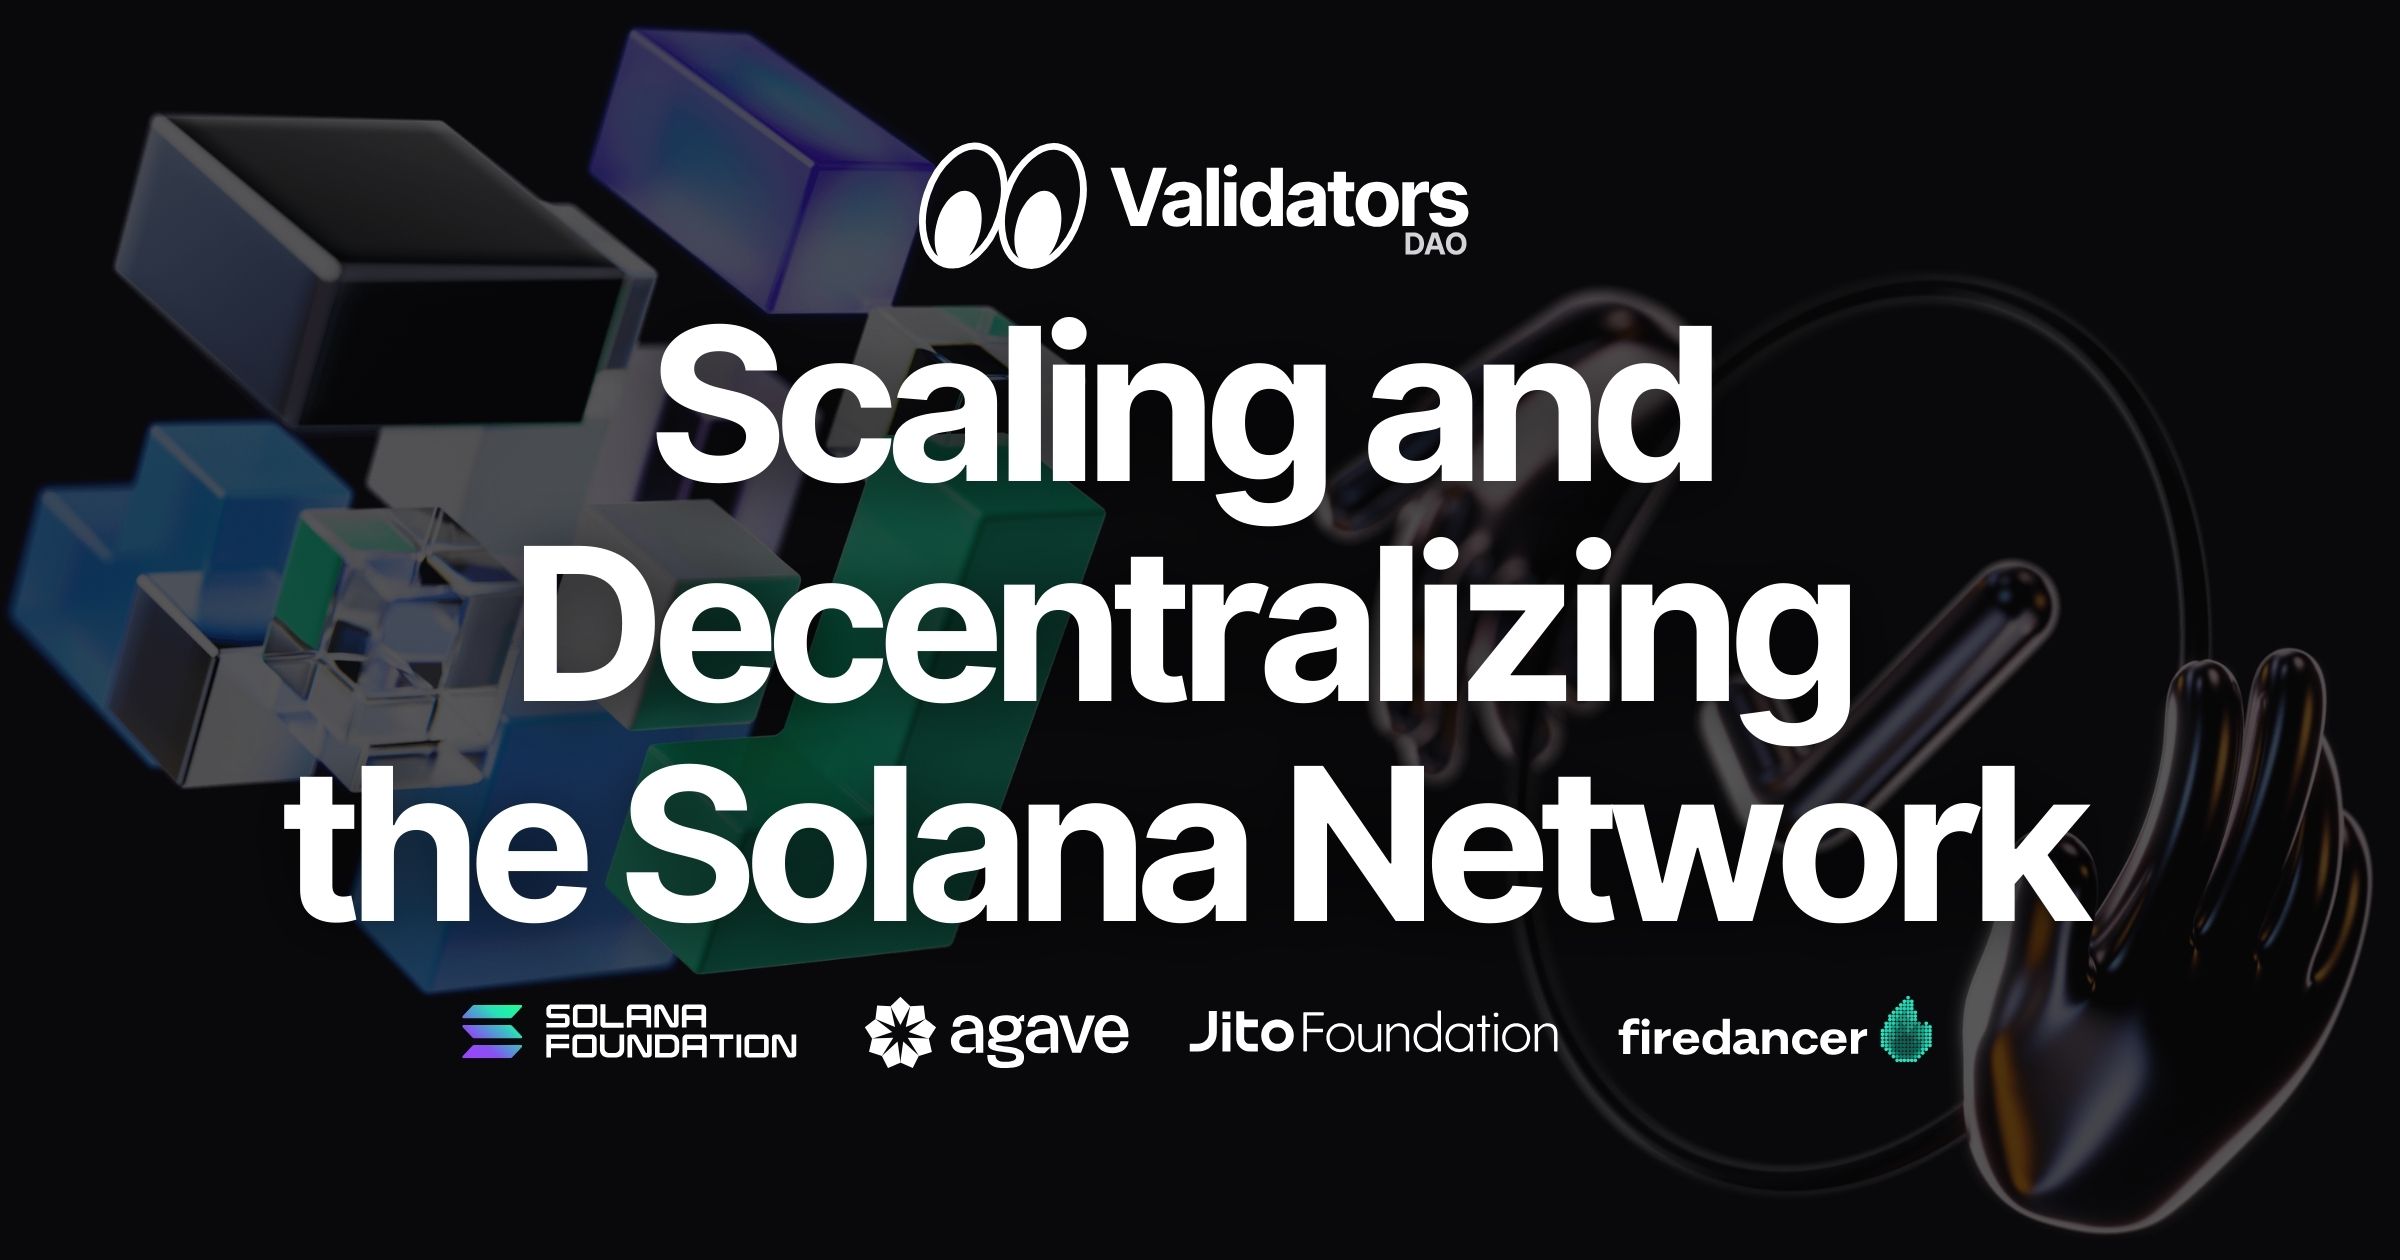 Validators
DAO
Scaling and
Decentralizing
the Solana Network
SOLANA
FOUNDATION
agave
Jito Foundation
firedancer